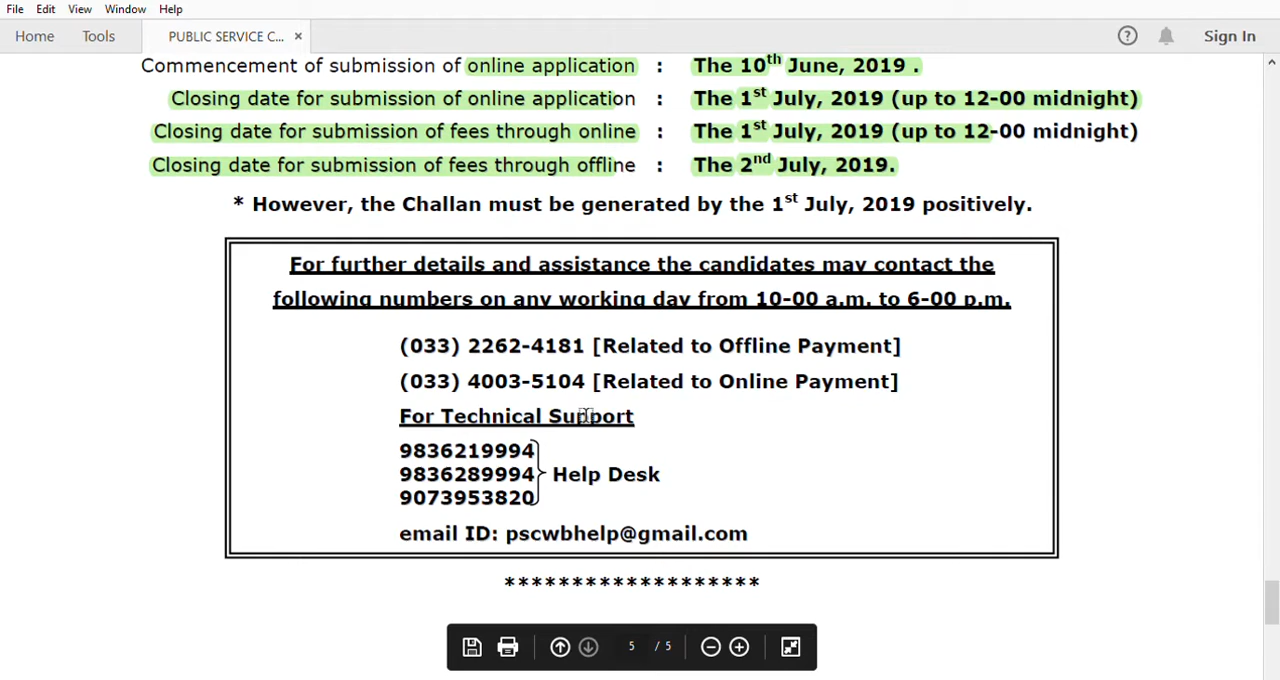 File Edit View Window Help
Home Tools PUBLIC SERVICE C... × ? Sign In
Commencement of submission of online application : The 10th June, 2019 .
Closing date for submission of online application : The 1st July, 2019 (up to 12-00 midnight)
Closing date for submission of fees through online : The 1st July, 2019 (up to 12-00 midnight)
Closing date for submission of fees through offline : The 2nd July, 2019.
* However, the Challan must be generated by the 1st July, 2019 positively.
For further details and assistance the candidates may contact the
following numbers on any working day from 10-00 a.m. to 6-00 p.m.
(033) 2262-4181 [Related to Offline Payment]
(033) 4003-5104 [Related to Online Payment]
For Technical Support
9836219994
9836289994 Help Desk
9073953820
email ID: pscwbhelp@gmail.com
*******************
5 / 5